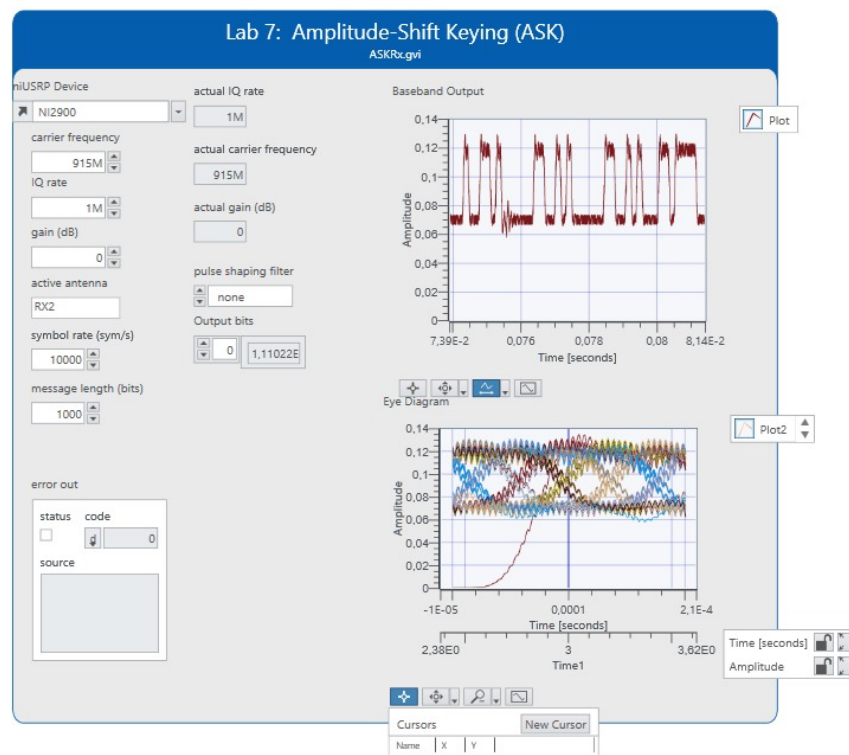 Lab 7: Amplitude-Shift Keying (ASK)
ASKRx.gvi
niUSRP Device
NI2900
carrier frequency
915M
IQ rate
1M
gain (dB)
0
active antenna
RX2
symbol rate (sym/s)
10000
message length (bits)
1000
actual IQ rate
1M
actual carrier frequency
915M
actual gain (dB)
0
pulse shaping filter
none
Output bits
0 1,11022E
error out
status code
d 0
source
Baseband Output
Plot
Amplitude
0,14
0,12
0,1
0,08
0,06
0,04
0,02
0
7,39E-2 0,076 0,078 0,08 8,14E-2
Time [seconds]
Eye Diagram
Plot2
Amplitude
0,14
0,12
0,1
0,08
0,06
0,04
0,02
0
-1E-05 0,0001 2,1E-4
Time [seconds]
2,38E0 3 3,62E0
Time1
Time [seconds]
Amplitude
Cursors New Cursor
Name X Y